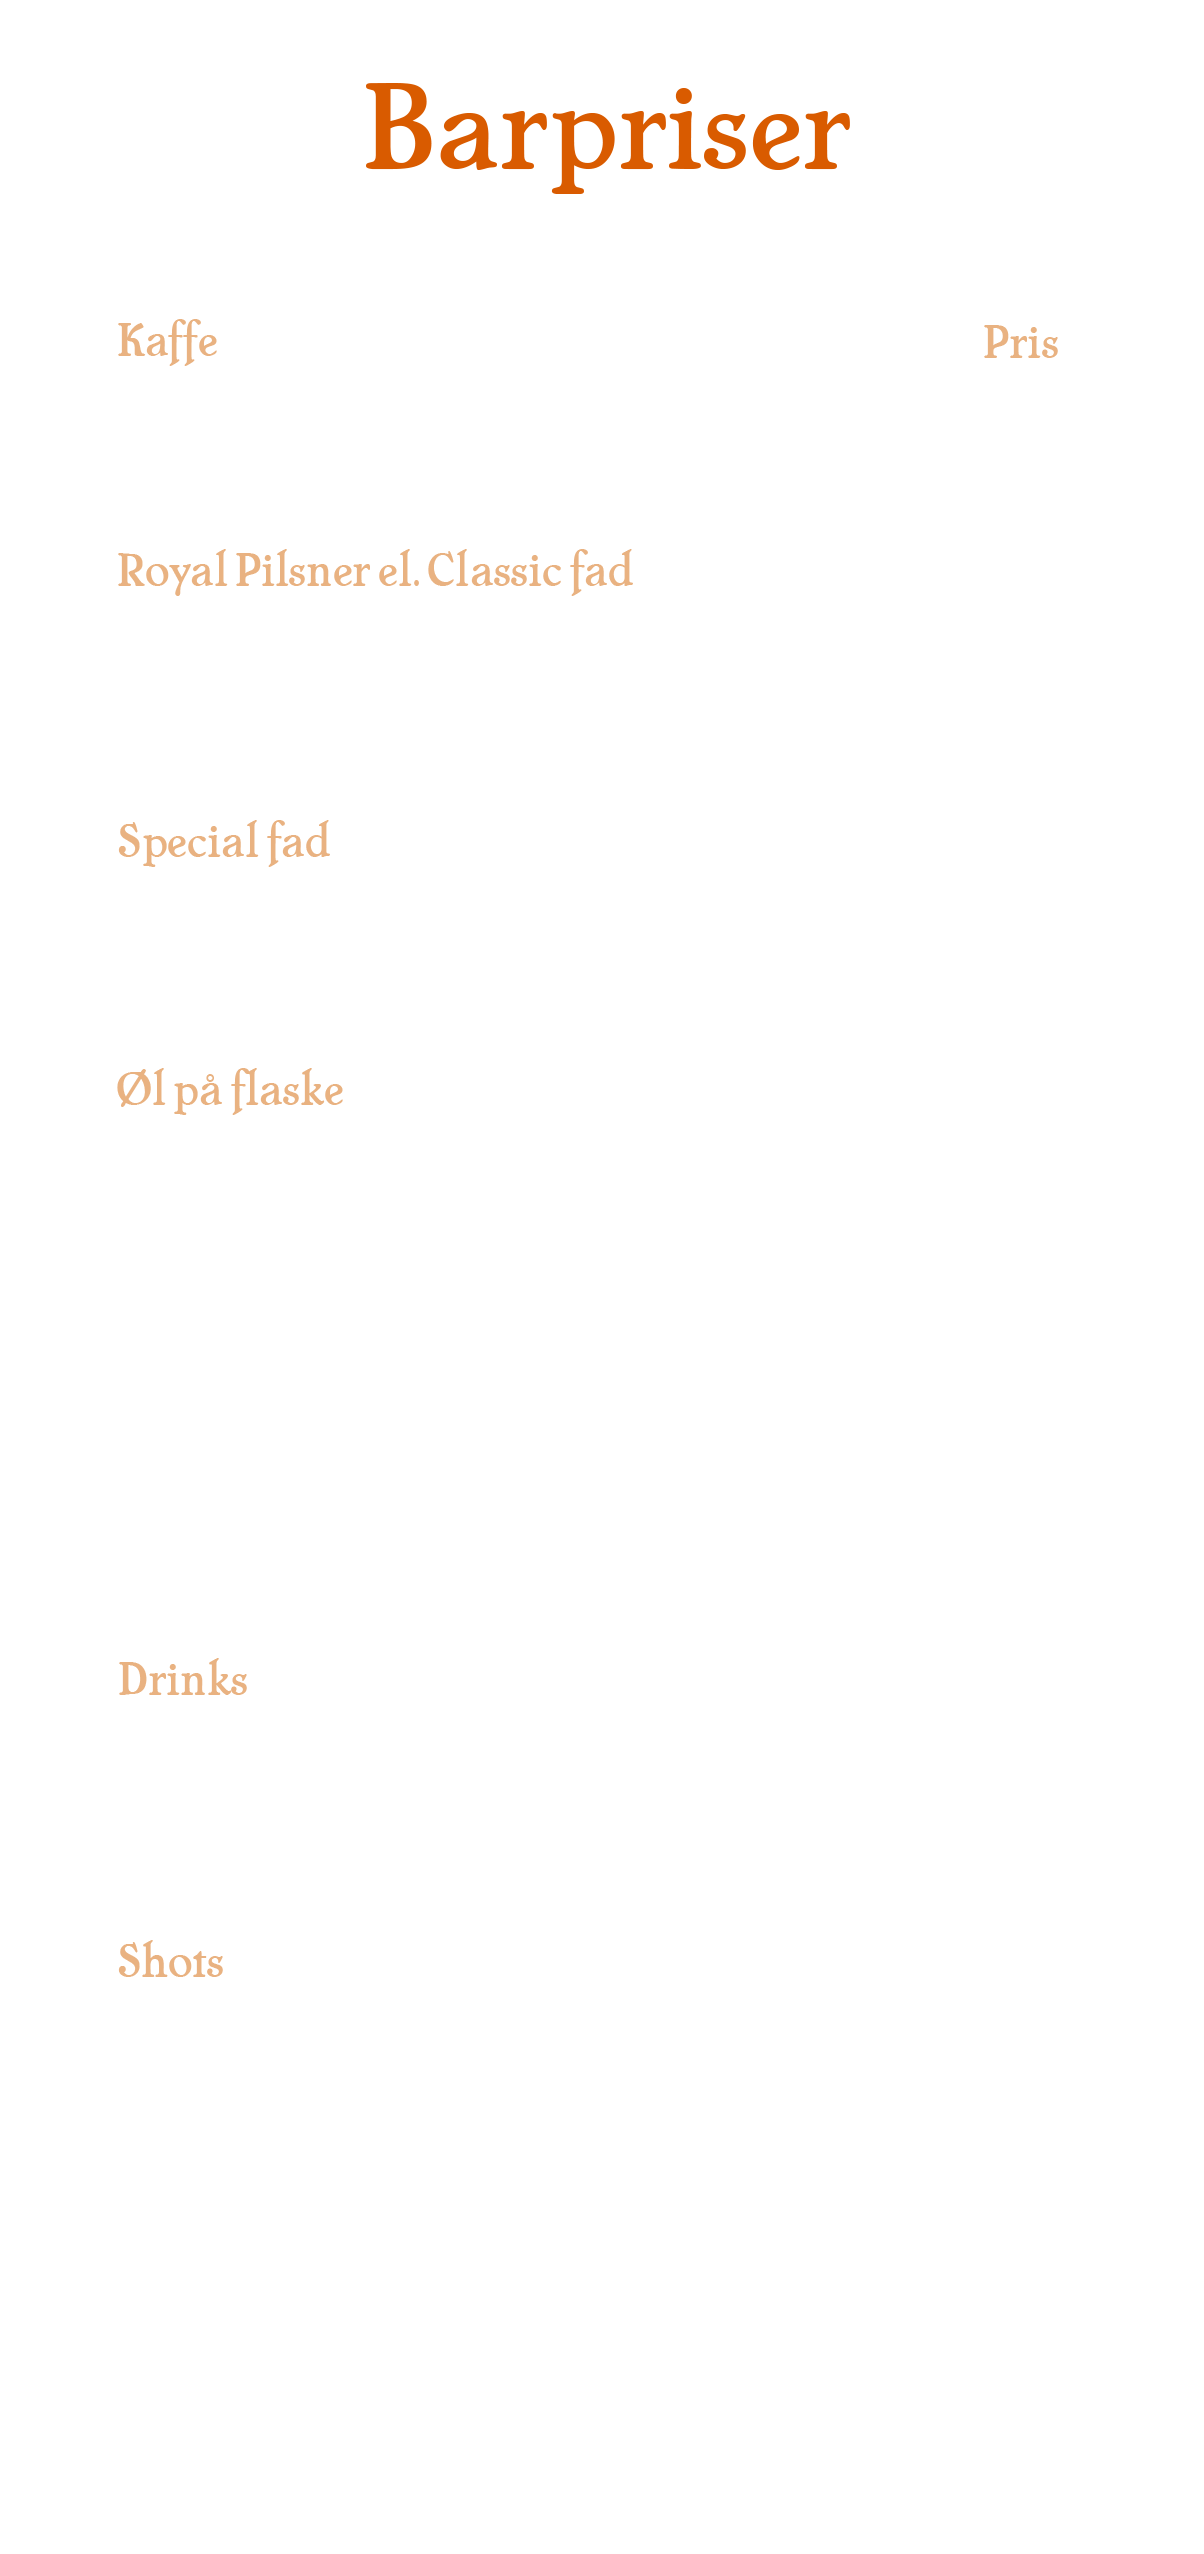 Barpriser
Kaffe Pris
Royal Pilsner el. Classic fad
Special fad
Øl på flaske
Drinks
Shots